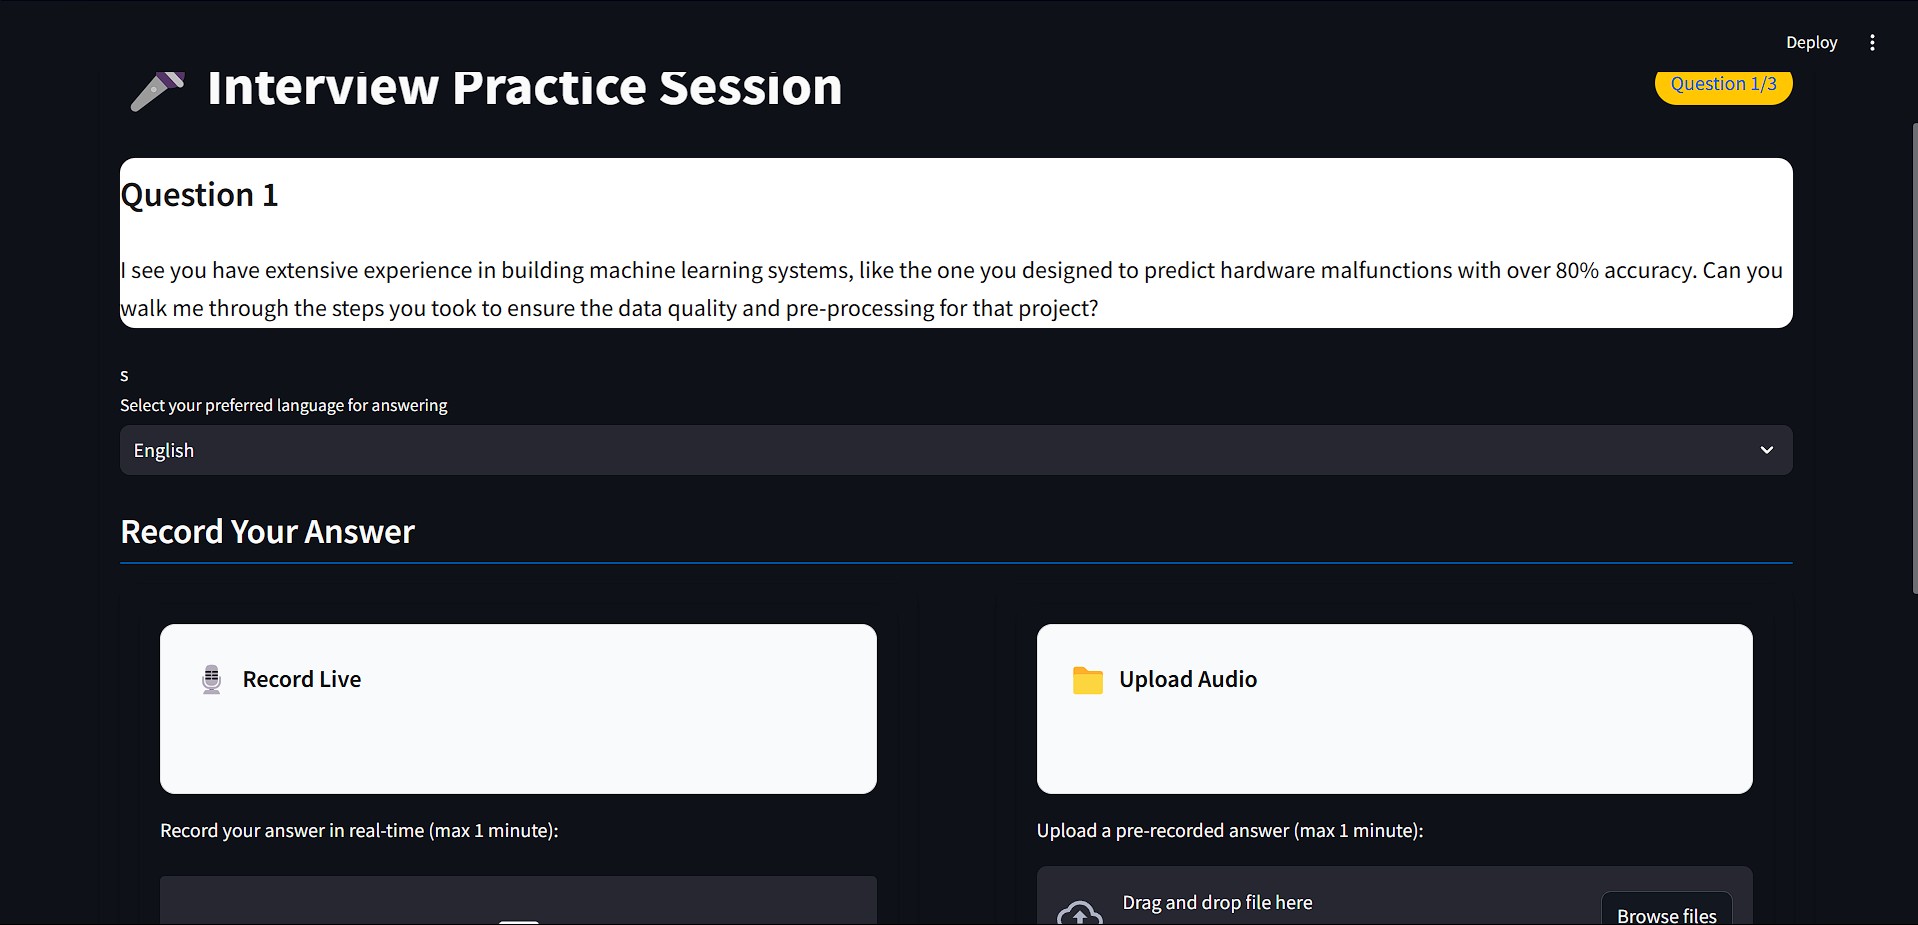 Deploy
Interview Practice Session
Question 1/3
Question 1
I see you have extensive experience in building machine learning systems, like the one you designed to predict hardware malfunctions with over 80% accuracy. Can you
walk me through the steps you took to ensure the data quality and pre-processing for that project?
s
Select your preferred language for answering
English
Record Your Answer
Record Live
Upload Audio
Record your answer in real-time (max 1 minute):
Upload a pre-recorded answer (max 1 minute):
Drag and drop file here
Browse files